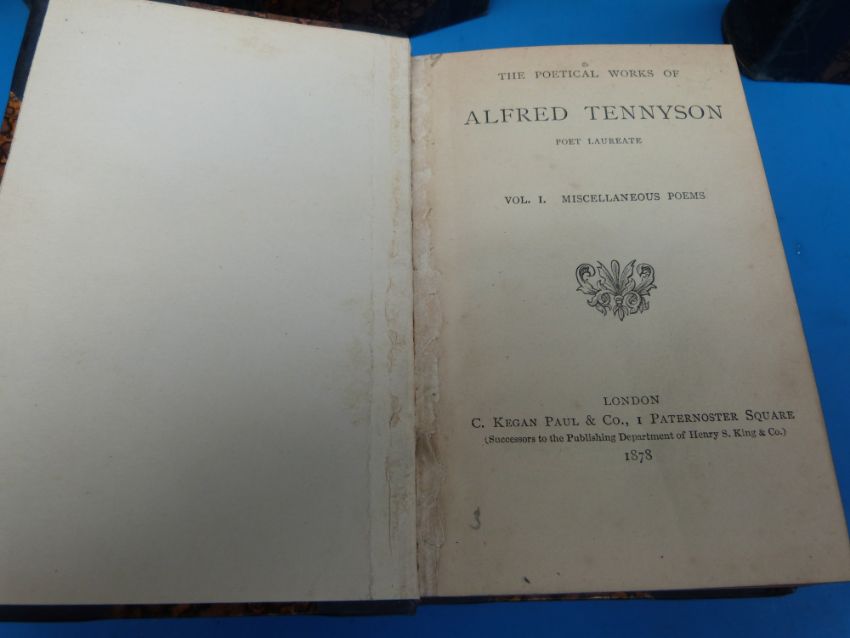 THE POETICAL WORKS OF
ALFRED TENNYSON
POET LAUREATE
VOL. I. MISCELLANEOUS POEMS
LONDON
C. KEGAN PAUL & CO., 1 PATERNOSTER SQUARE
(Successors to the Publishing Department of Henry S. King & Co.)
1878
3